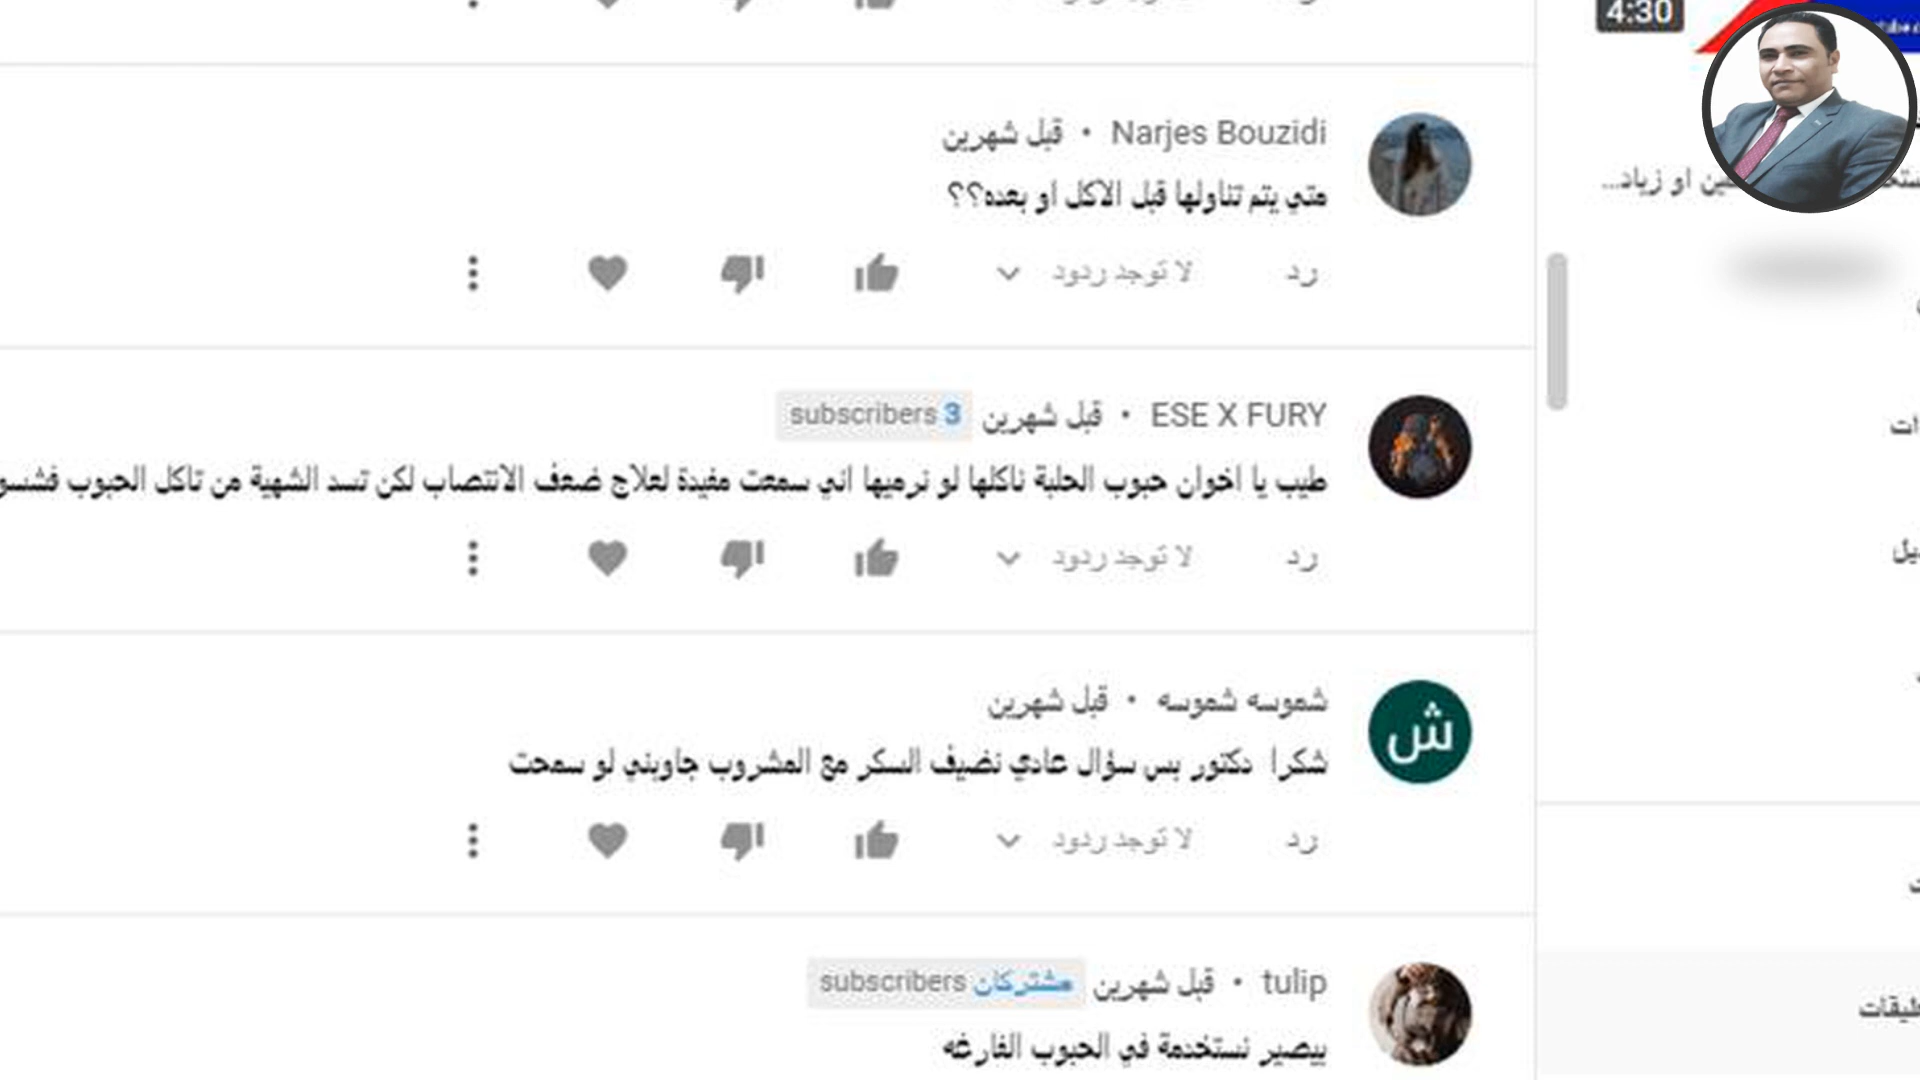 4:30
Narjes Bouzidi • قبل شهرين
متي يتم تناولها قبل الاكل او بعده؟؟
رد لا توجد ردود
ESE X FURY • قبل شهرين 3 subscribers
طيب يا اخوان حبوب الحلبة ناكلها لو نرميها اني سمعت مفيدة لعلاج ضعف الانتصاب لكن تسد الشهية من تاكل الحبوب فشسو
رد لا توجد ردود
شموسه شموسه • قبل شهرين
شكرا دكتور بس سؤال عادي نضيف السكر مع المشروب جاوبني لو سمحت
رد لا توجد ردود
tulip • قبل شهرين مشتركان subscribers
بيصير نستخدمة في الحبوب الفارغه
او زياد...